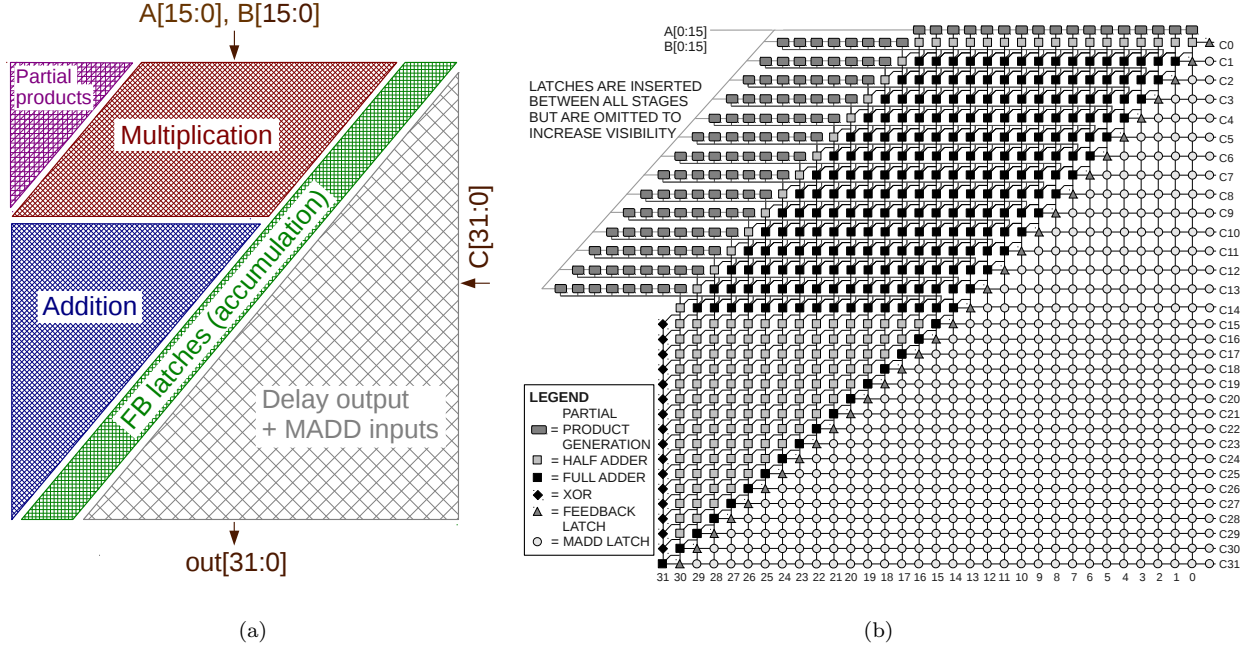 A[15:0], B[15:0]
Partial
products
Multiplication
Addition
FB latches (accumulation)
Delay output
+ MADD inputs
C[31:0]
out[31:0]
(a)
A[0:15]
B[0:15]
LATCHES ARE INSERTED
BETWEEN ALL STAGES
BUT ARE OMITTED TO
INCREASE VISIBILITY
C0
C1
C2
C3
C4
C5
C6
C7
C8
C9
C10
C11
C12
C13
C14
C15
C16
C17
C18
C19
C20
C21
C22
C23
C24
C25
C26
C27
C28
C29
C30
C31
LEGEND
PARTIAL
= PRODUCT
GENERATION
= HALF ADDER
= FULL ADDER
= XOR
= FEEDBACK
LATCH
= MADD LATCH
31 30 29 28 27 26 25 24 23 22 21 20 19 18 17 16 15 14 13 12 11 10 9 8 7 6 5 4 3 2 1 0
(b)